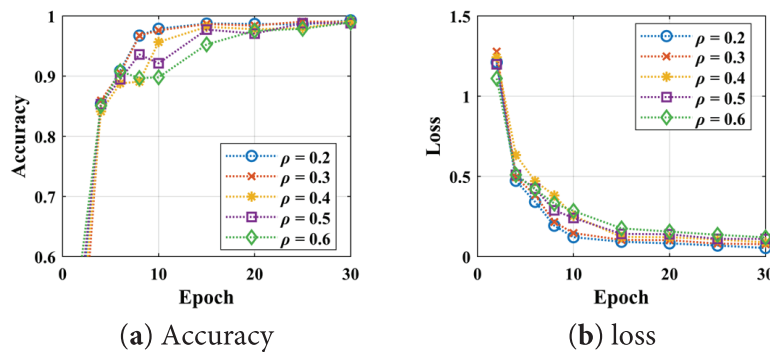 1
0.9
0.8
0.7
0.6
Accuracy
0
10
20
30
Epoch
ρ = 0.2
ρ = 0.3
ρ = 0.4
ρ = 0.5
ρ = 0.6
(a) Accuracy
1.5
1
0.5
0
Loss
0
10
20
30
Epoch
ρ = 0.2
ρ = 0.3
ρ = 0.4
ρ = 0.5
ρ = 0.6
(b) loss